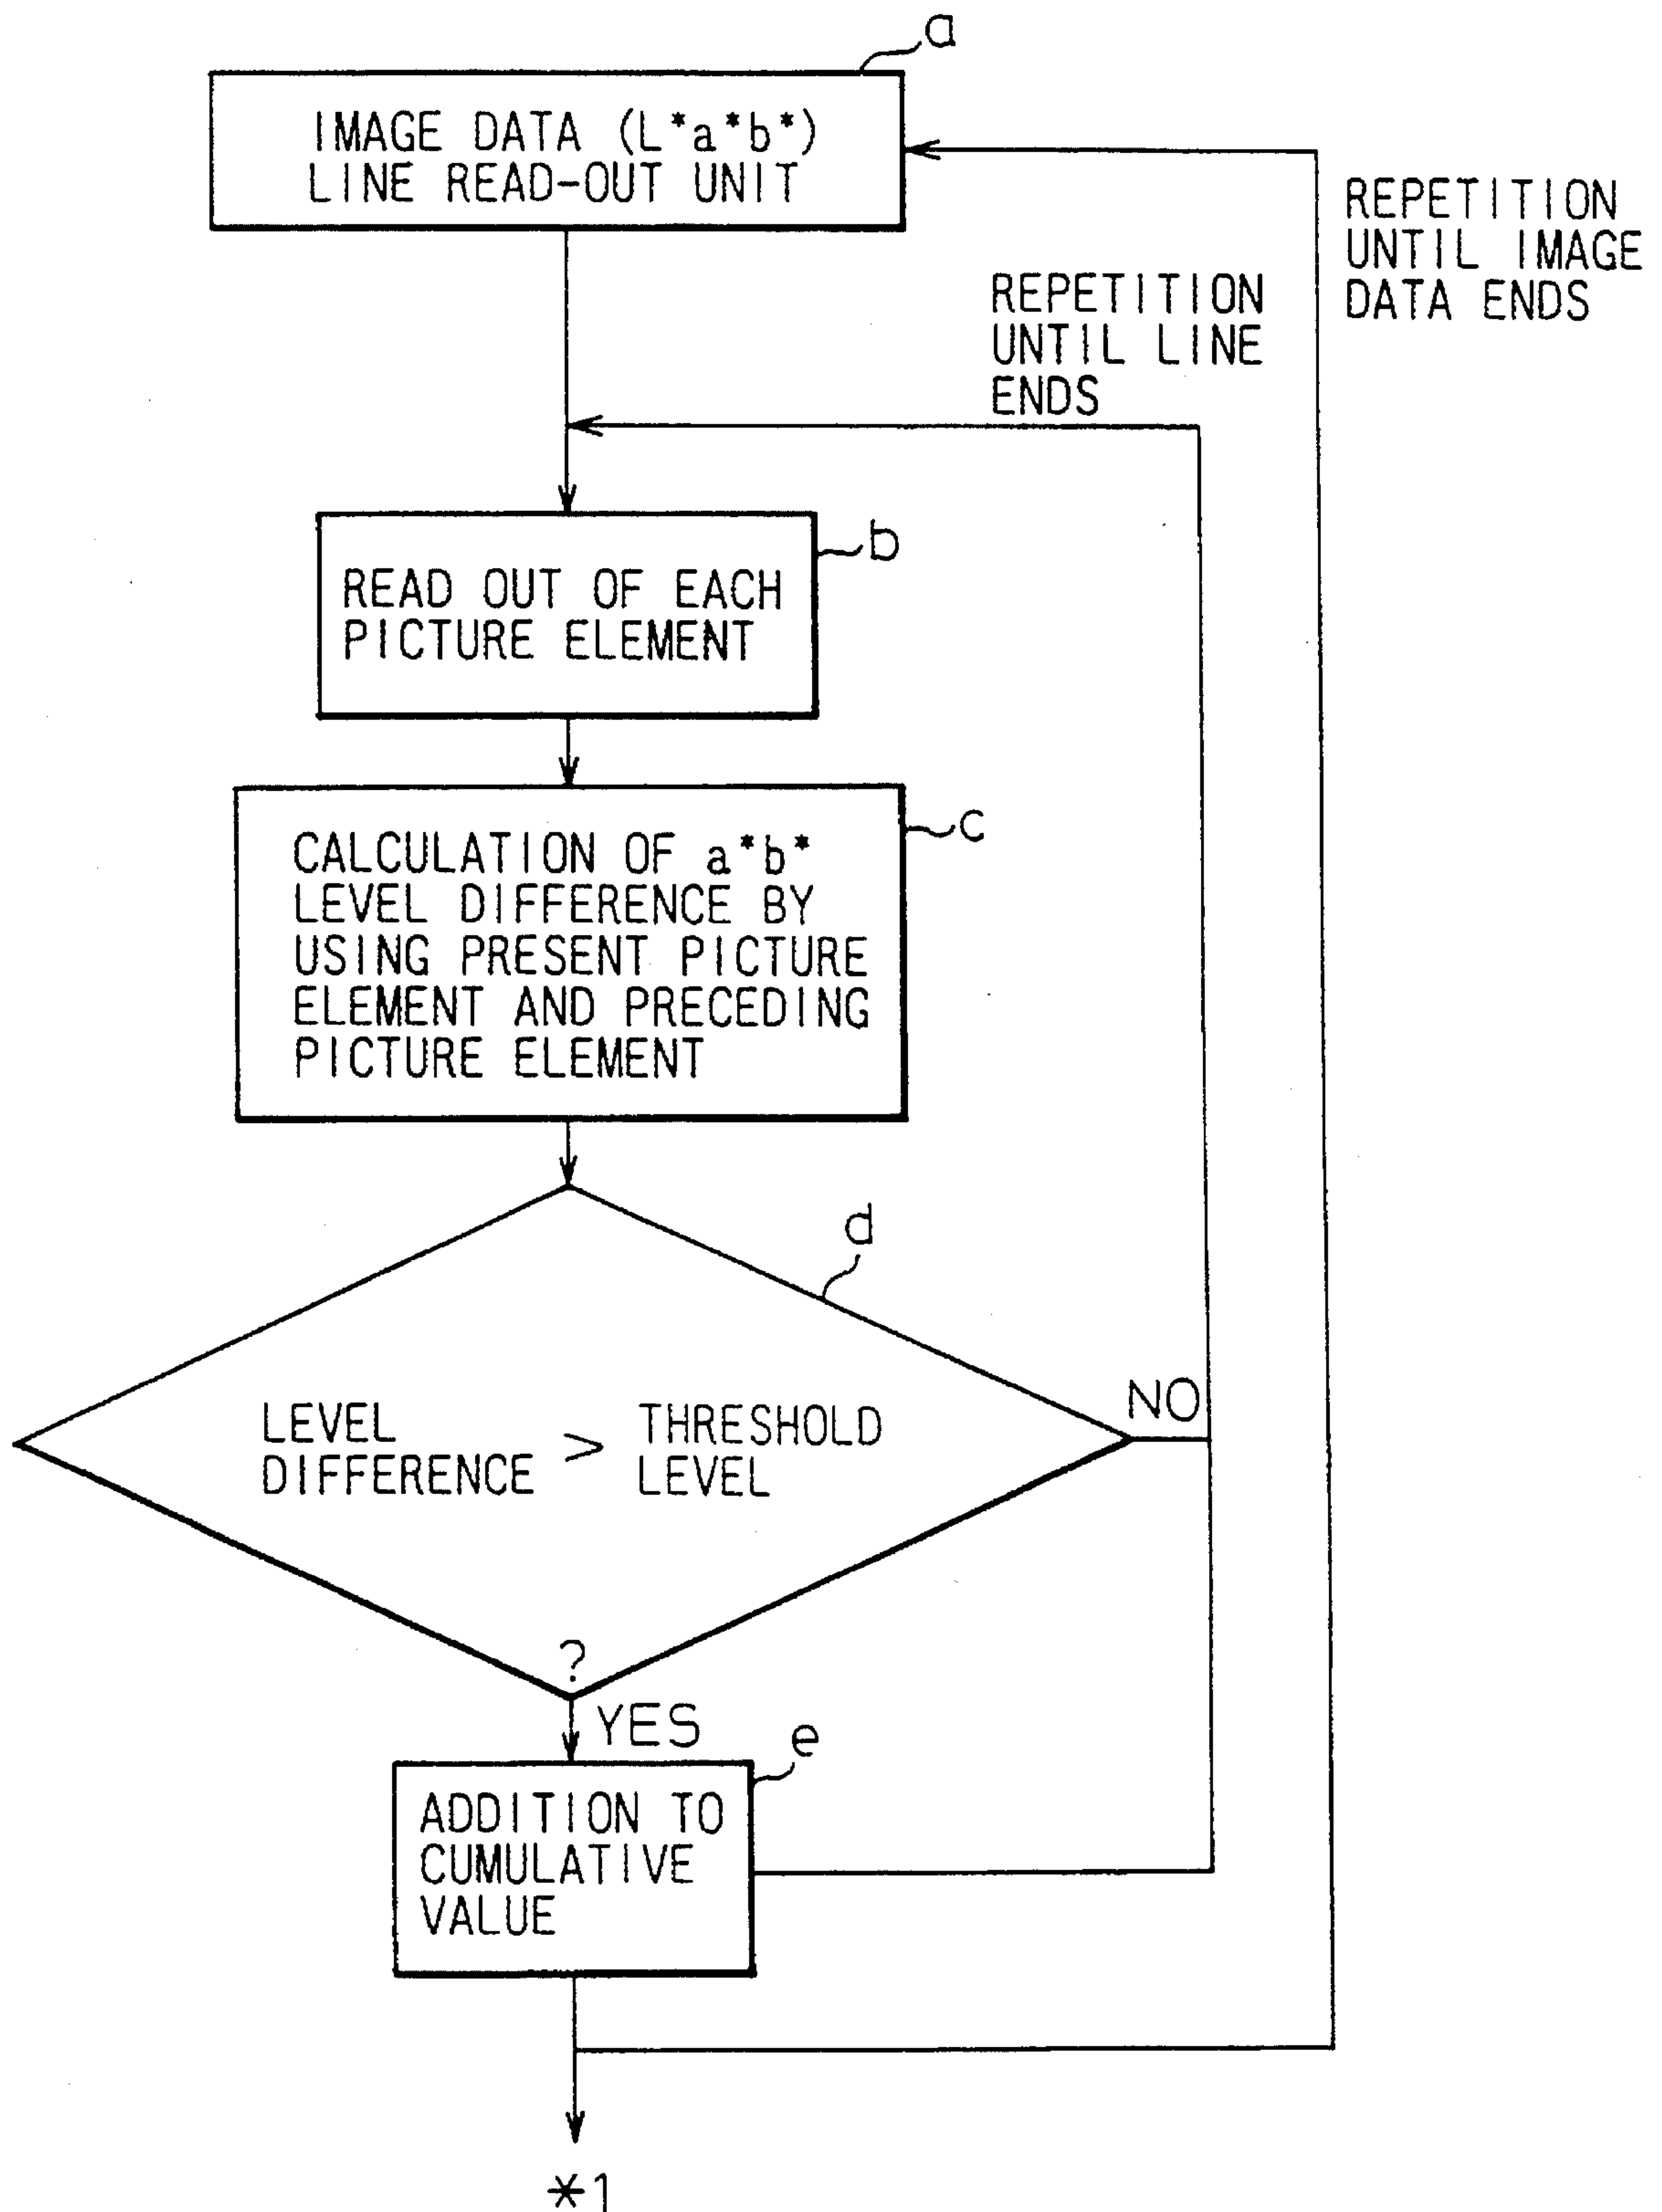 a
IMAGE DATA (L*a*b*)
LINE READ-OUT UNIT
REPETITION
UNTIL IMAGE
DATA ENDS
REPETITION
UNTIL LINE
ENDS
b
READ OUT OF EACH
PICTURE ELEMENT
c
CALCULATION OF a*b*
LEVEL DIFFERENCE BY
USING PRESENT PICTURE
ELEMENT AND PRECEDING
PICTURE ELEMENT
d
NO
LEVEL
DIFFERENCE > THRESHOLD
LEVEL
?
YES
e
ADDITION TO
CUMULATIVE
VALUE
*1